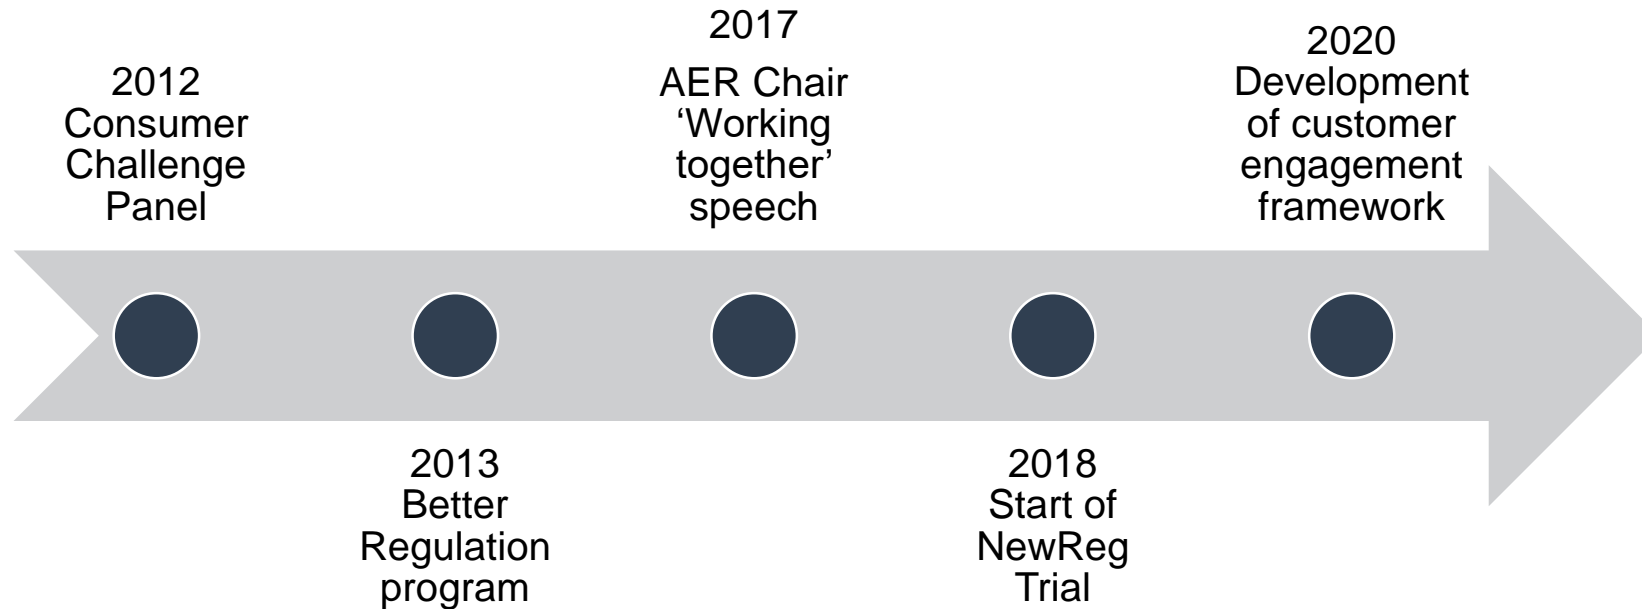 2012
Consumer
Challenge
Panel
2013
Better
Regulation
program
2017
AER Chair
‘Working
together’
speech
2018
Start of
NewReg
Trial
2020
Development
of customer
engagement
framework